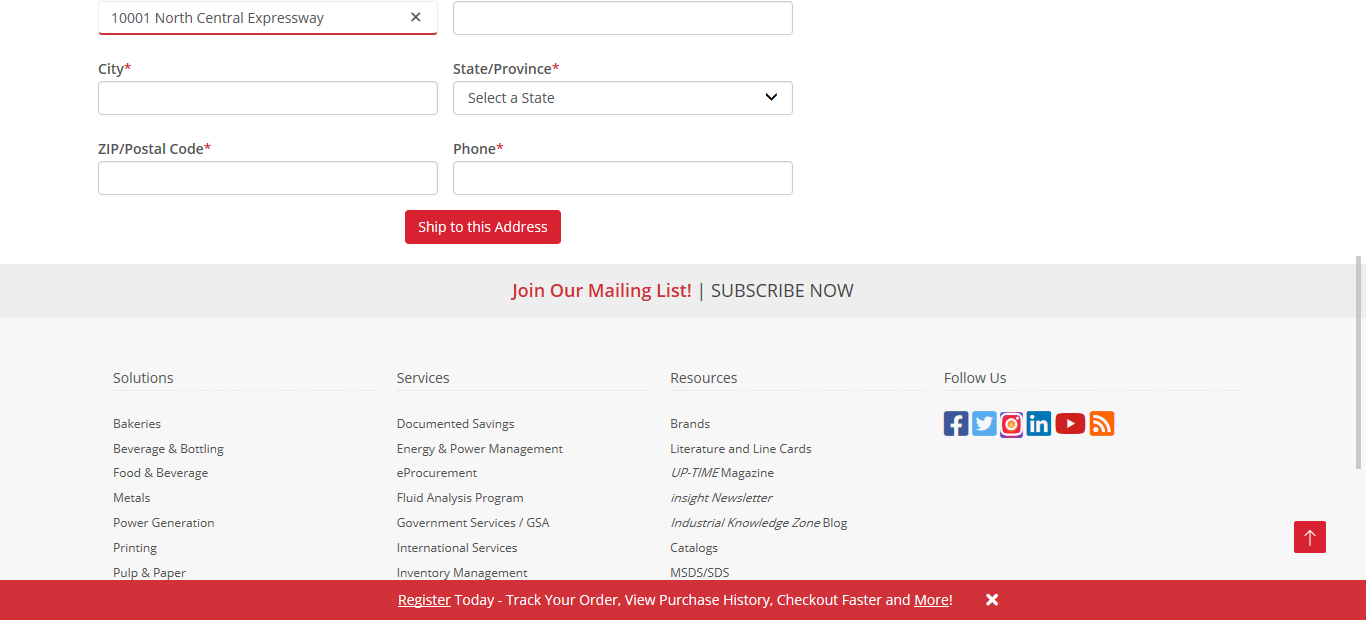 10001 North Central Expressway
City* State/Province*
Select a State
ZIP/Postal Code* Phone*
Ship to this Address
Join Our Mailing List! | SUBSCRIBE NOW
Solutions
Bakeries
Beverage & Bottling
Food & Beverage
Metals
Power Generation
Printing
Pulp & Paper
Services
Documented Savings
Energy & Power Management
eProcurement
Fluid Analysis Program
Government Services / GSA
International Services
Inventory Management
Resources
Brands
Literature and Line Cards
UP-TIME Magazine
insight Newsletter
Industrial Knowledge Zone Blog
Catalogs
MSDS/SDS
Follow Us
Register Today - Track Your Order, View Purchase History, Checkout Faster and More!